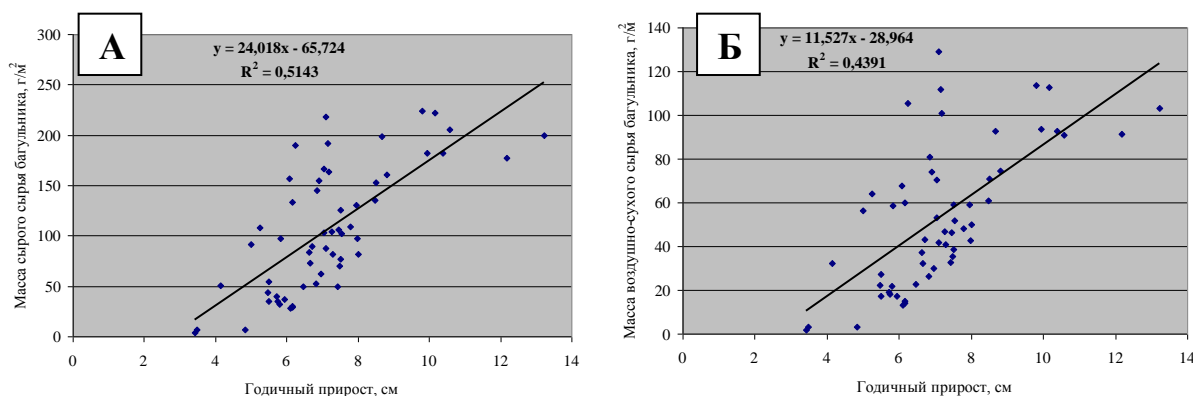 А
y = 24,018x - 65,724
R² = 0,5143
Масса сырого сырья багульника, г/м²
300
250
200
150
100
50
0
0 2 4 6 8 10 12 14
Годичный прирост, см
Б
y = 11,527x - 28,964
R² = 0,4391
Масса воздушно-сухого сырья багульника, г/м²
140
120
100
80
60
40
20
0
0 2 4 6 8 10 12 14
Годичный прирост, см